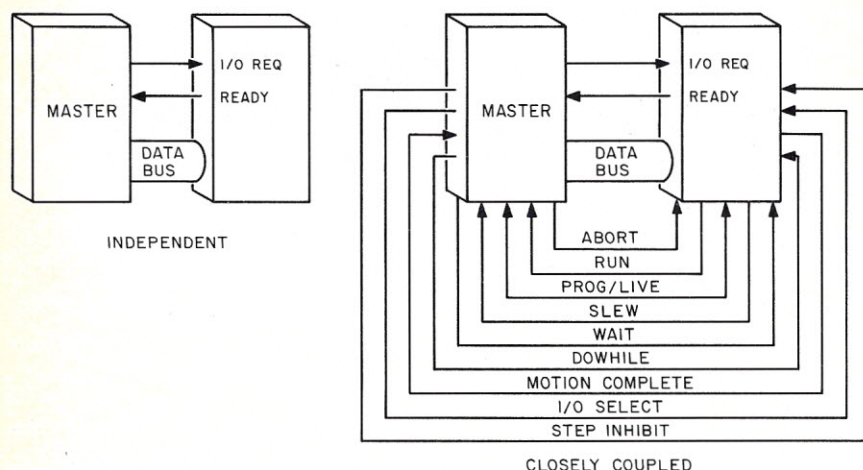 MASTER
I/O REQ
READY
DATA
BUS
INDEPENDENT
MASTER
I/O REQ
READY
DATA
BUS
ABORT
RUN
PROG/LIVE
SLEW
WAIT
DOWHILE
MOTION COMPLETE
I/O SELECT
STEP INHIBIT
CLOSELY COUPLED